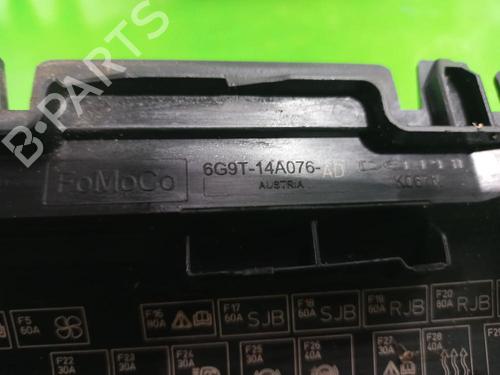 B-PARTS
FoMoCo
6G9T-14A076-AD
AUSTRIA
F5 60A
F16 80A
F17 60A SJB
F18 60A SJB
F19 60A RJB
F20 60A RJB
F22 30A
F23 30A
F24 30A
F25 30A
F26 40A
F27 30A
F28 40A